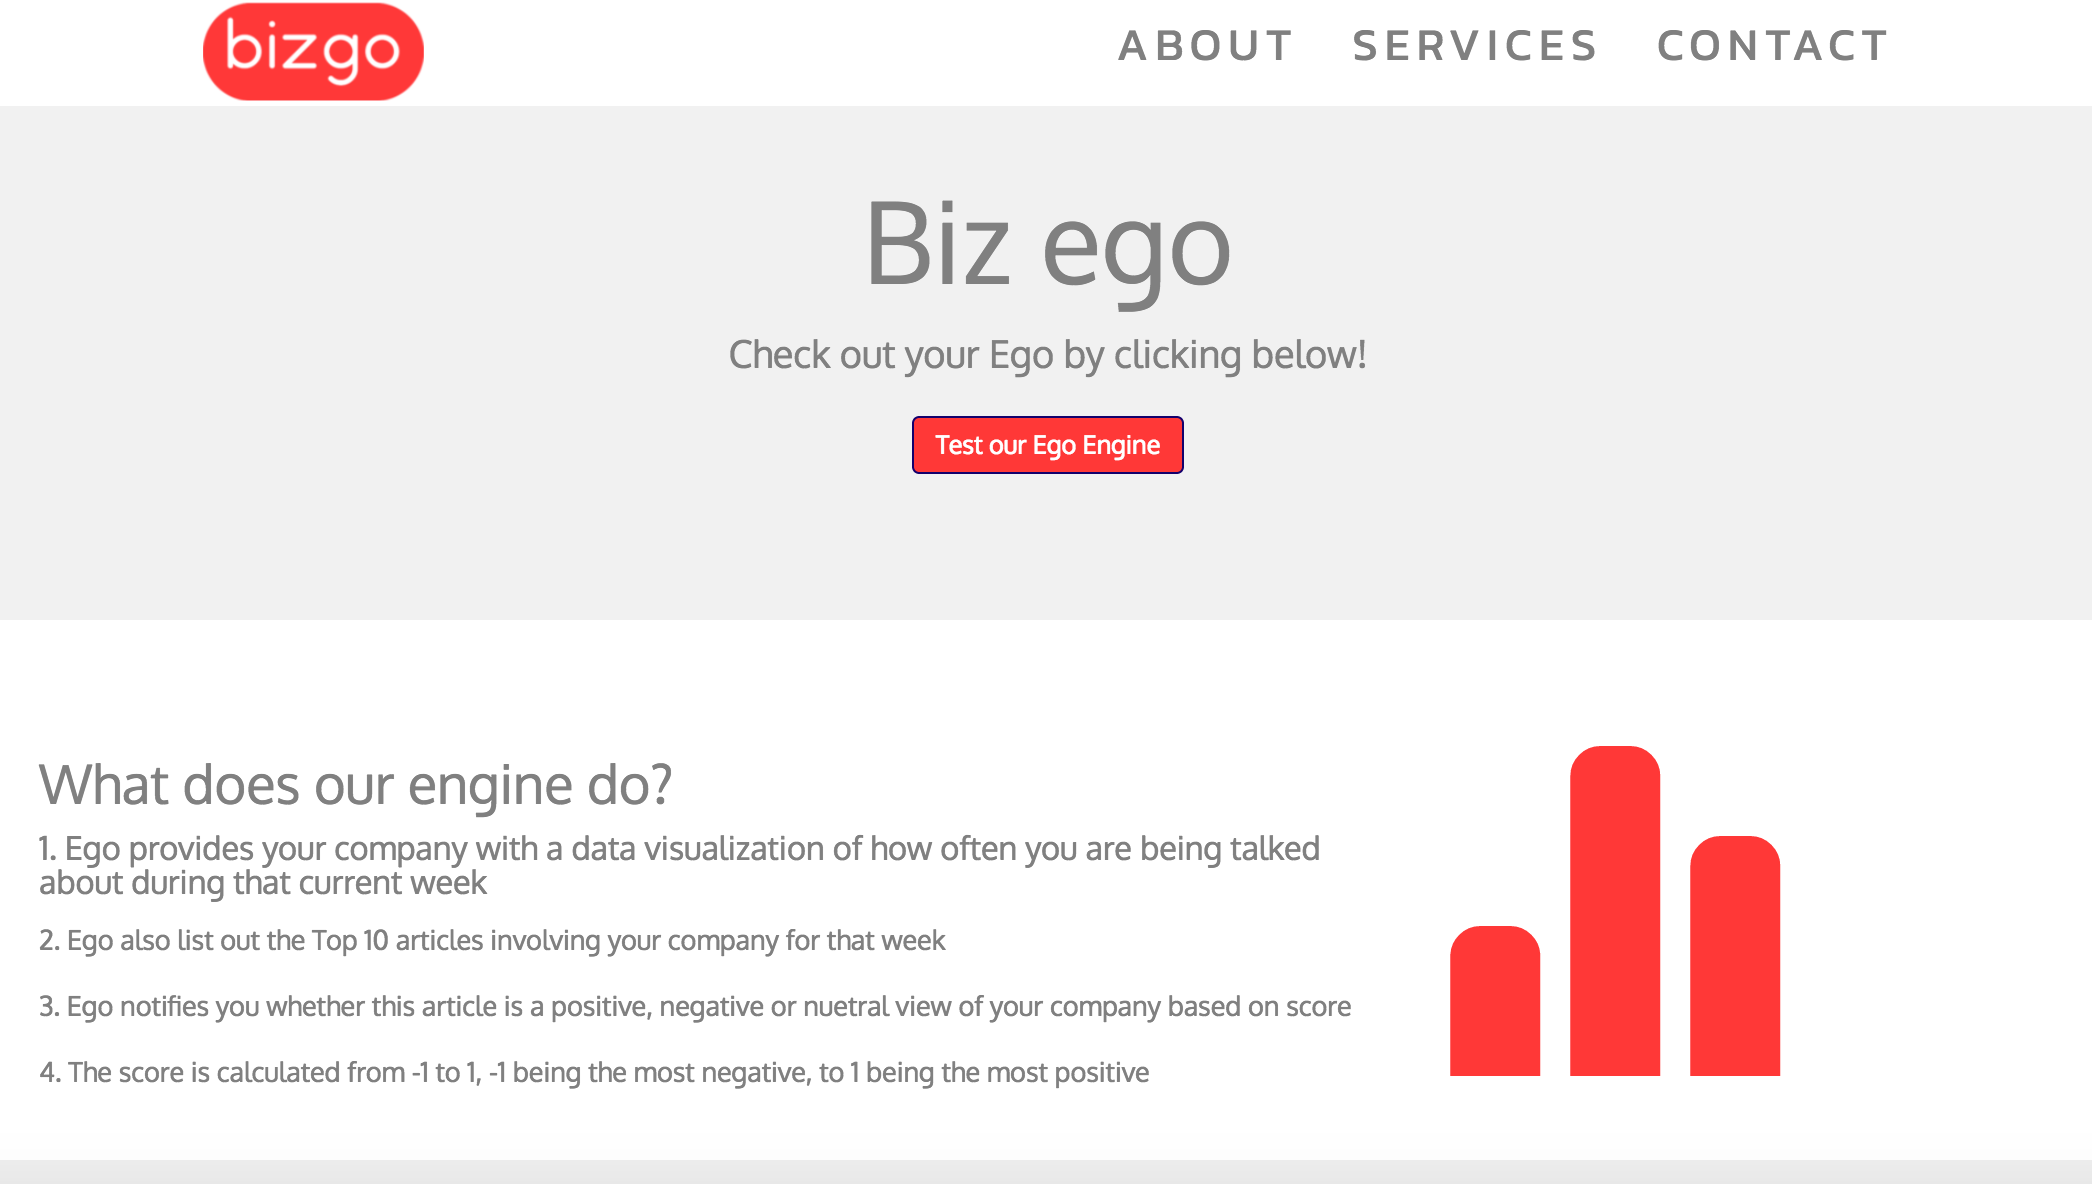 bizgo
ABOUT SERVICES CONTACT
Biz ego
Check out your Ego by clicking below!
Test our Ego Engine
What does our engine do?
1. Ego provides your company with a data visualization of how often you are being talked
about during that current week
2. Ego also list out the Top 10 articles involving your company for that week
3. Ego notifies you whether this article is a positive, negative or nuetral view of your company based on score
4. The score is calculated from -1 to 1, -1 being the most negative, to 1 being the most positive